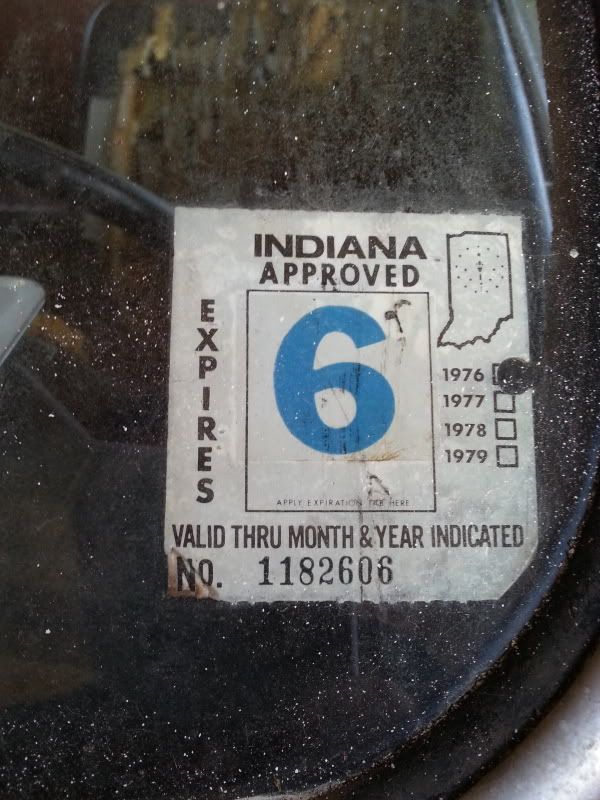 INDIANA
APPROVED
EXPIRES
6
1976
1977
1978
1979
APPLY EXPIRATION TAB HERE
VALID THRU MONTH & YEAR INDICATED
NO. 1182606